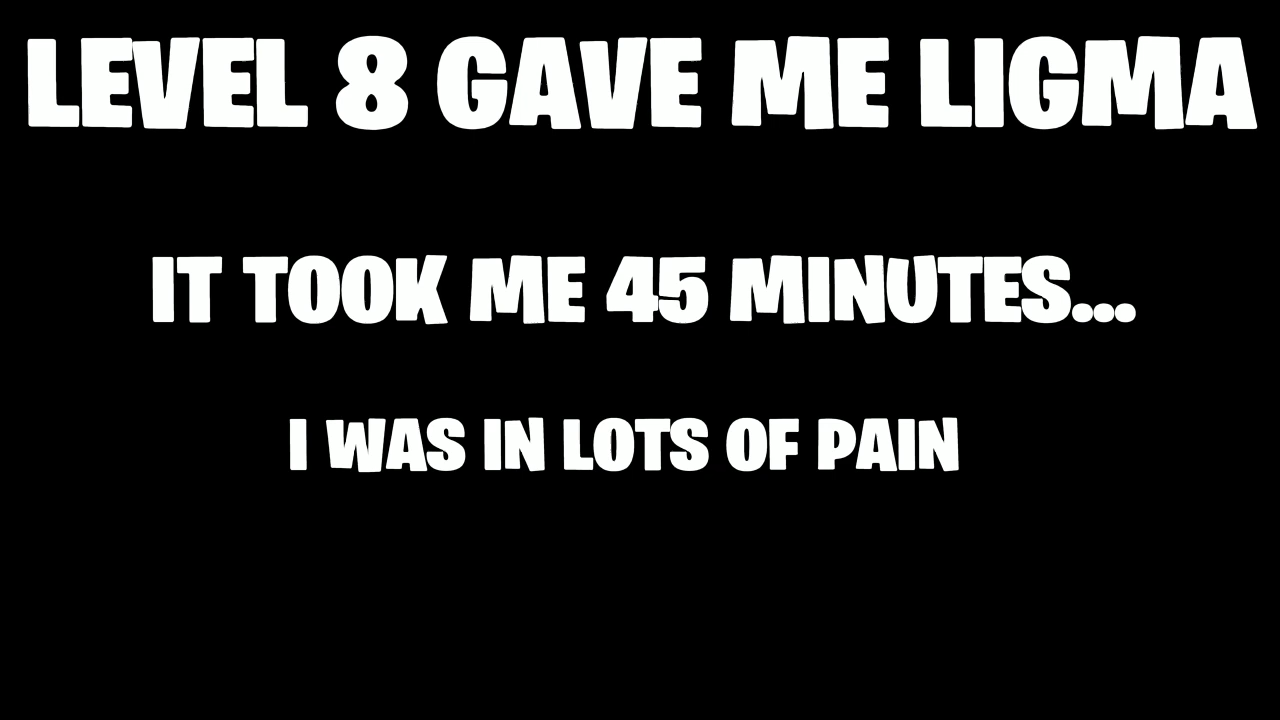 LEVEL 8 GAVE ME LIGMA
IT TOOK ME 45 MINUTES...
I WAS IN LOTS OF PAIN